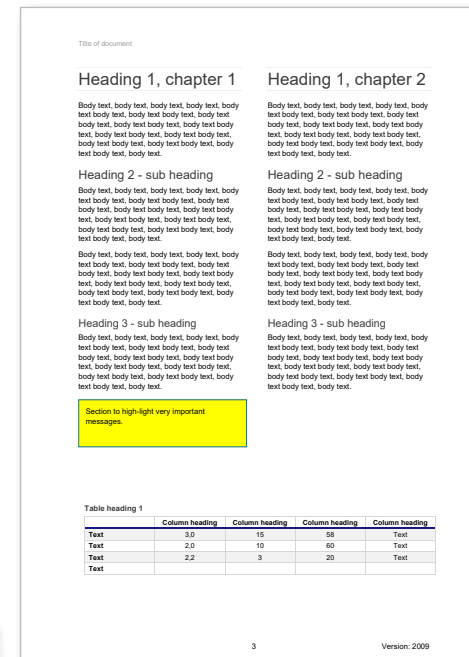 Title of document
Heading 1, chapter 1
Body text, body text, body text, body text, body
text body text, body text body text, body text
body text, body text body text, body text body
text, body text body text, body text body text,
body text body text, body text body text, body
text body text, body text.
Heading 2 - sub heading
Body text, body text, body text, body text, body
text body text, body text body text, body text
body text, body text body text, body text body
text, body text body text, body text body text,
body text body text, body text body text, body
text body text, body text.
Body text, body text, body text, body text, body
text body text, body text body text, body text
body text, body text body text, body text body
text, body text body text, body text body text,
body text body text, body text body text, body
text body text, body text.
Heading 3 - sub heading
Body text, body text, body text, body text, body
text body text, body text body text, body text
body text, body text body text, body text body
text, body text body text, body text body text,
body text body text, body text body text, body
text body text, body text.
Section to high-light very important
messages.
Heading 1, chapter 2
Body text, body text, body text, body text, body
text body text, body text body text, body text
body text, body text body text, body text body
text, body text body text, body text body text,
body text body text, body text body text, body
text body text, body text.
Heading 2 - sub heading
Body text, body text, body text, body text, body
text body text, body text body text, body text
body text, body text body text, body text body
text, body text body text, body text body text,
body text body text, body text body text, body
text body text, body text.
Body text, body text, body text, body text, body
text body text, body text body text, body text
body text, body text body text, body text body
text, body text body text, body text body text,
body text body text, body text body text, body
text body text, body text.
Heading 3 - sub heading
Body text, body text, body text, body text, body
text body text, body text body text, body text
body text, body text body text, body text body
text, body text body text, body text body text,
body text body text, body text body text, body
text body text, body text.
Table heading 1
Column heading Column heading Column heading Column heading
Text 3,0 15 58 Text
Text 2,0 10 60 Text
Text 2,2 3 20 Text
Text
3 Version: 2009